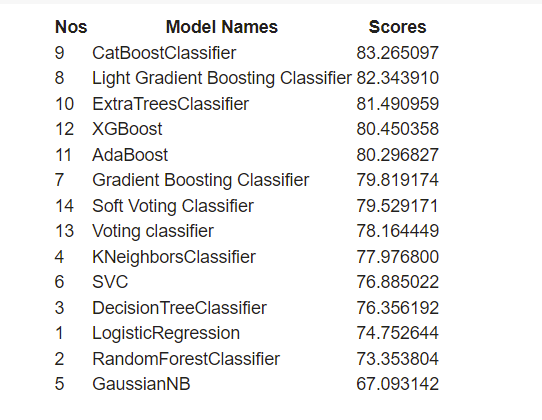 Nos Model Names Scores
9 CatBoostClassifier 83.265097
8 Light Gradient Boosting Classifier 82.343910
10 ExtraTreesClassifier 81.490959
12 XGBoost 80.450358
11 AdaBoost 80.296827
7 Gradient Boosting Classifier 79.819174
14 Soft Voting Classifier 79.529171
13 Voting classifier 78.164449
4 KNeighborsClassifier 77.976800
6 SVC 76.885022
3 DecisionTreeClassifier 76.356192
1 LogisticRegression 74.752644
2 RandomForestClassifier 73.353804
5 GaussianNB 67.093142